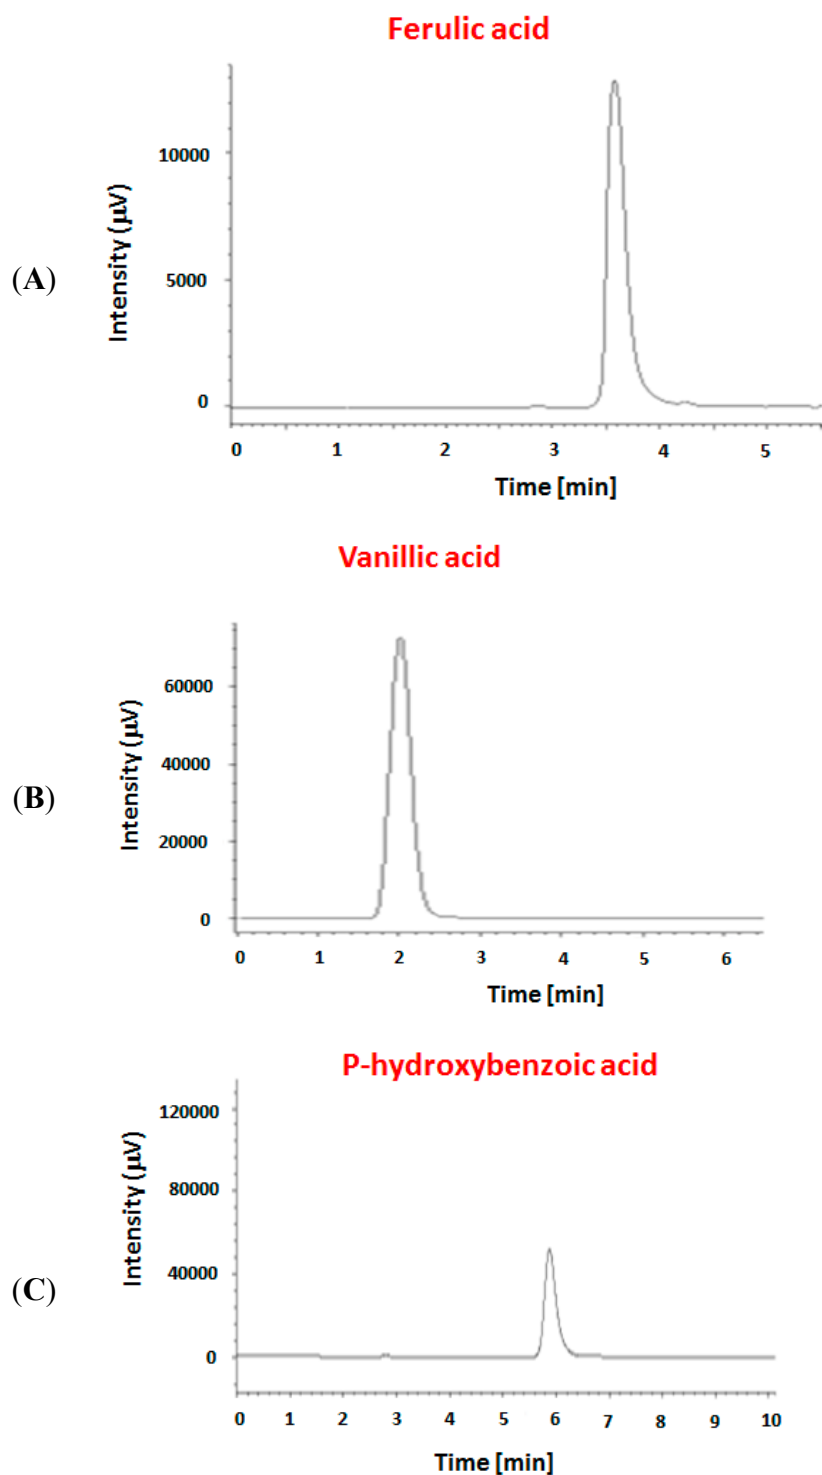 Ferulic acid
10000
5000
0
Intensity (µV)
(A)
0 1 2 3 4 5
Time [min]
Vanillic acid
60000
40000
20000
0
Intensity (µV)
(B)
0 1 2 3 4 5 6
Time [min]
P-hydroxybenzoic acid
120000
80000
40000
0
Intensity (µV)
(C)
0 1 2 3 4 5 6 7 8 9 10
Time [min]